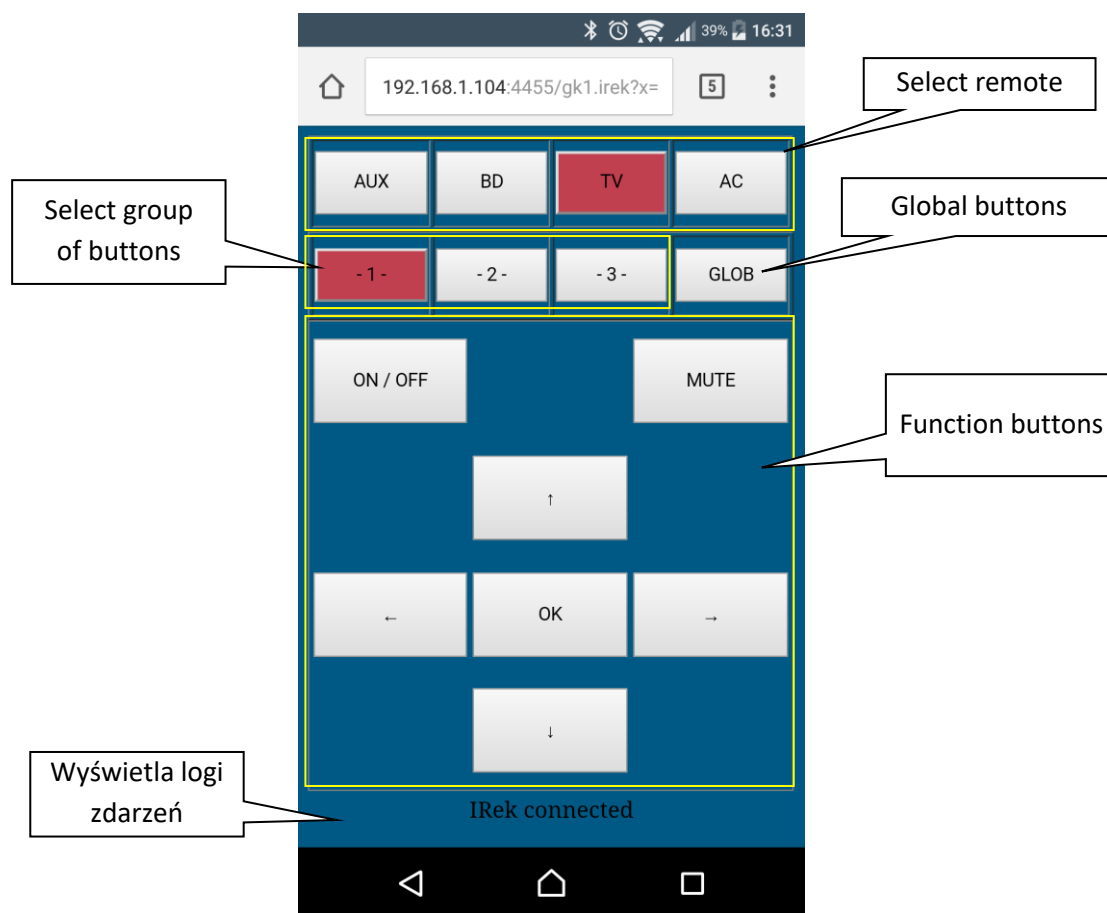 39% 16:31
192.168.1.104:4455/gk1.irek?x=
5
Select remote
AUX BD TV AC
Select group
of buttons
Global buttons
- 1 - - 2 - - 3 - GLOB
ON / OFF MUTE
Function buttons
↑
← OK →
↓
Wyświetla logi
zdarzeń
IRek connected